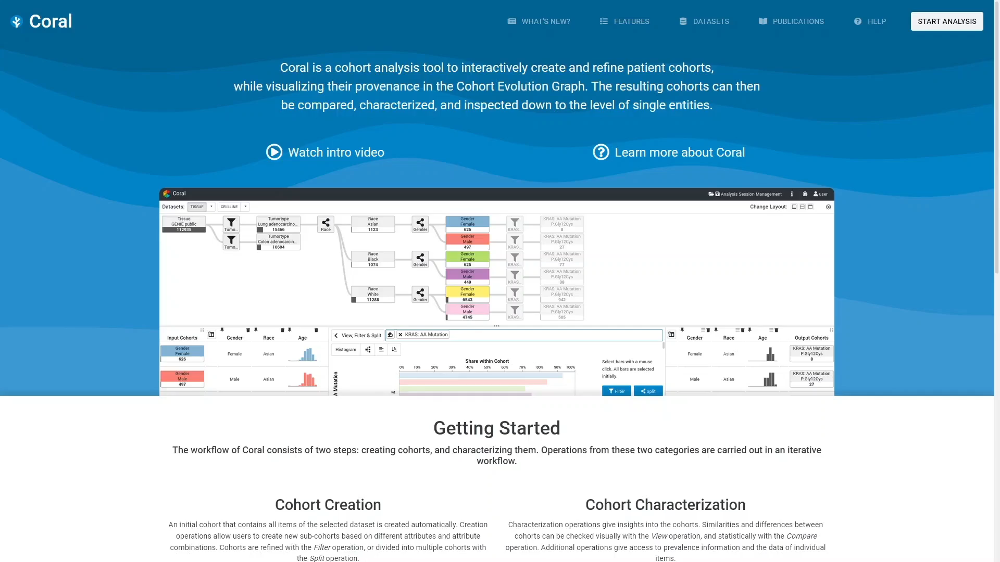 Coral
WHAT'S NEW?
FEATURES
DATASETS
PUBLICATIONS
HELP
START ANALYSIS
Coral is a cohort analysis tool to interactively create and refine patient cohorts,
while visualizing their provenance in the Cohort Evolution Graph. The resulting cohorts can then
be compared, characterized, and inspected down to the level of single entities.
Watch intro video
Learn more about Coral
Coral
Analysis Session Management
user
Datasets:
TISSUE
CELLLINE
Change Layout:
Tissue
GENIE public
112935
Tumo...
Tumortype
Lung adenocarcino...
15466
Race
Race
Asian
1123
Gender
Gender
Female
626
KRAS...
KRAS: AA Mutation
P.Gly12Cys
8
Tumo...
Tumortype
Colon adenocarcin...
10604
Gender
Male
497
KRAS...
KRAS: AA Mutation
P.Gly12Cys
27
Race
Black
1074
Gender
Gender
Female
625
KRAS...
KRAS: AA Mutation
P.Gly12Cys
77
Gender
Male
449
KRAS...
KRAS: AA Mutation
P.Gly12Cys
38
Race
White
11288
Gender
Gender
Female
6543
KRAS...
KRAS: AA Mutation
P.Gly12Cys
942
Gender
Male
4745
KRAS...
KRAS: AA Mutation
P.Gly12Cys
505
Input Cohorts
Gender
Race
Age
Gender
Female
626
Female
Asian
Gender
Male
497
Male
Asian
View, Filter & Split
KRAS: AA Mutation
Histogram
Share within Cohort
0% 10% 20% 30% 40% 50% 60% 70% 80% 90% 100%
A Mutation
wt
Select bars with a mouse
click. All bars are selected
initially.
Filter
Split
Gender
Race
Age
Output Cohorts
Female
Asian
KRAS: AA Mutation
P.Gly12Cys
8
Male
Asian
KRAS: AA Mutation
P.Gly12Cys
27
Getting Started
The workflow of Coral consists of two steps: creating cohorts, and characterizing them. Operations from these two categories are carried out in an iterative
workflow.
Cohort Creation
An initial cohort that contains all items of the selected dataset is created automatically. Creation
operations allow users to create new sub-cohorts based on different attributes and attribute
combinations. Cohorts are refined with the Filter operation, or divided into multiple cohorts with
the Split operation.
Cohort Characterization
Characterization operations give insights into the cohorts. Similarities and differences between
cohorts can be checked visually with the View operation, and statistically with the Compare
operation. Additional operations give access to prevalence information and the data of individual
items.